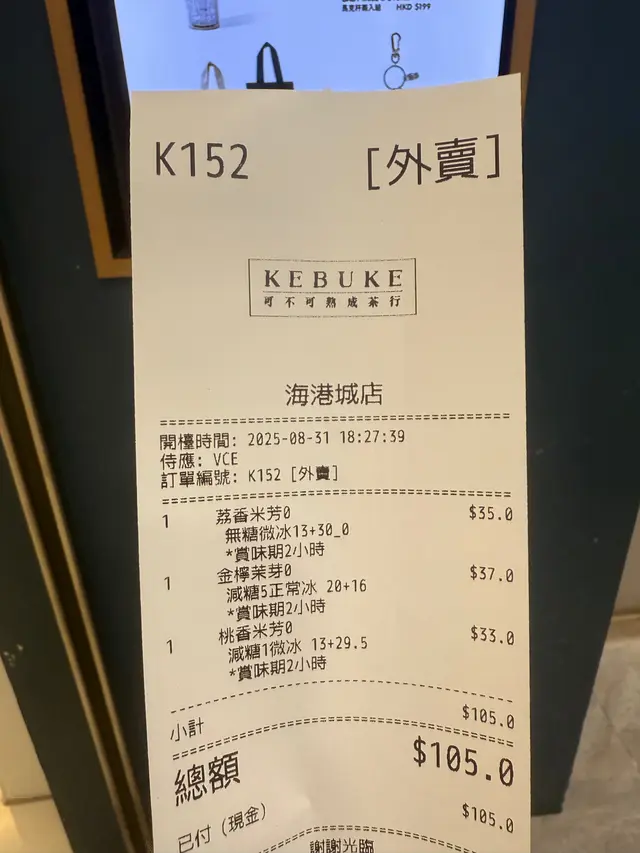 HKD $199
K152 [外賣]
KEBUKE
可不可熟成茶行
海港城店
開檯時間: 2025-08-31 18:27:39
侍應: VCE
訂單編號: K152 [外賣]
1 荔香米芳0 $35.0
無糖微冰13+30_0
*賞味期2小時
1 金檸茉芽0 $37.0
減糖5正常冰 20+16
*賞味期2小時
1 桃香米芳0 $33.0
減糖1微冰 13+29.5
*賞味期2小時
小計 $105.0
總額 $105.0
已付 (現金) $105.0
謝謝光臨